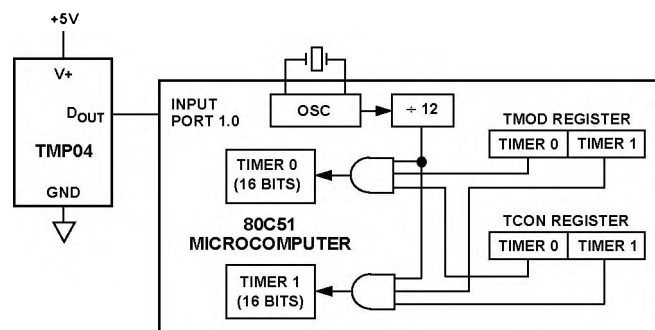 +5V
V+
DOUT
TMP04
GND
INPUT
PORT 1.0
OSC
÷ 12
TIMER 0
(16 BITS)
80C51
MICROCOMPUTER
TIMER 1
(16 BITS)
TMOD REGISTER
TIMER 0 TIMER 1
TCON REGISTER
TIMER 0 TIMER 1